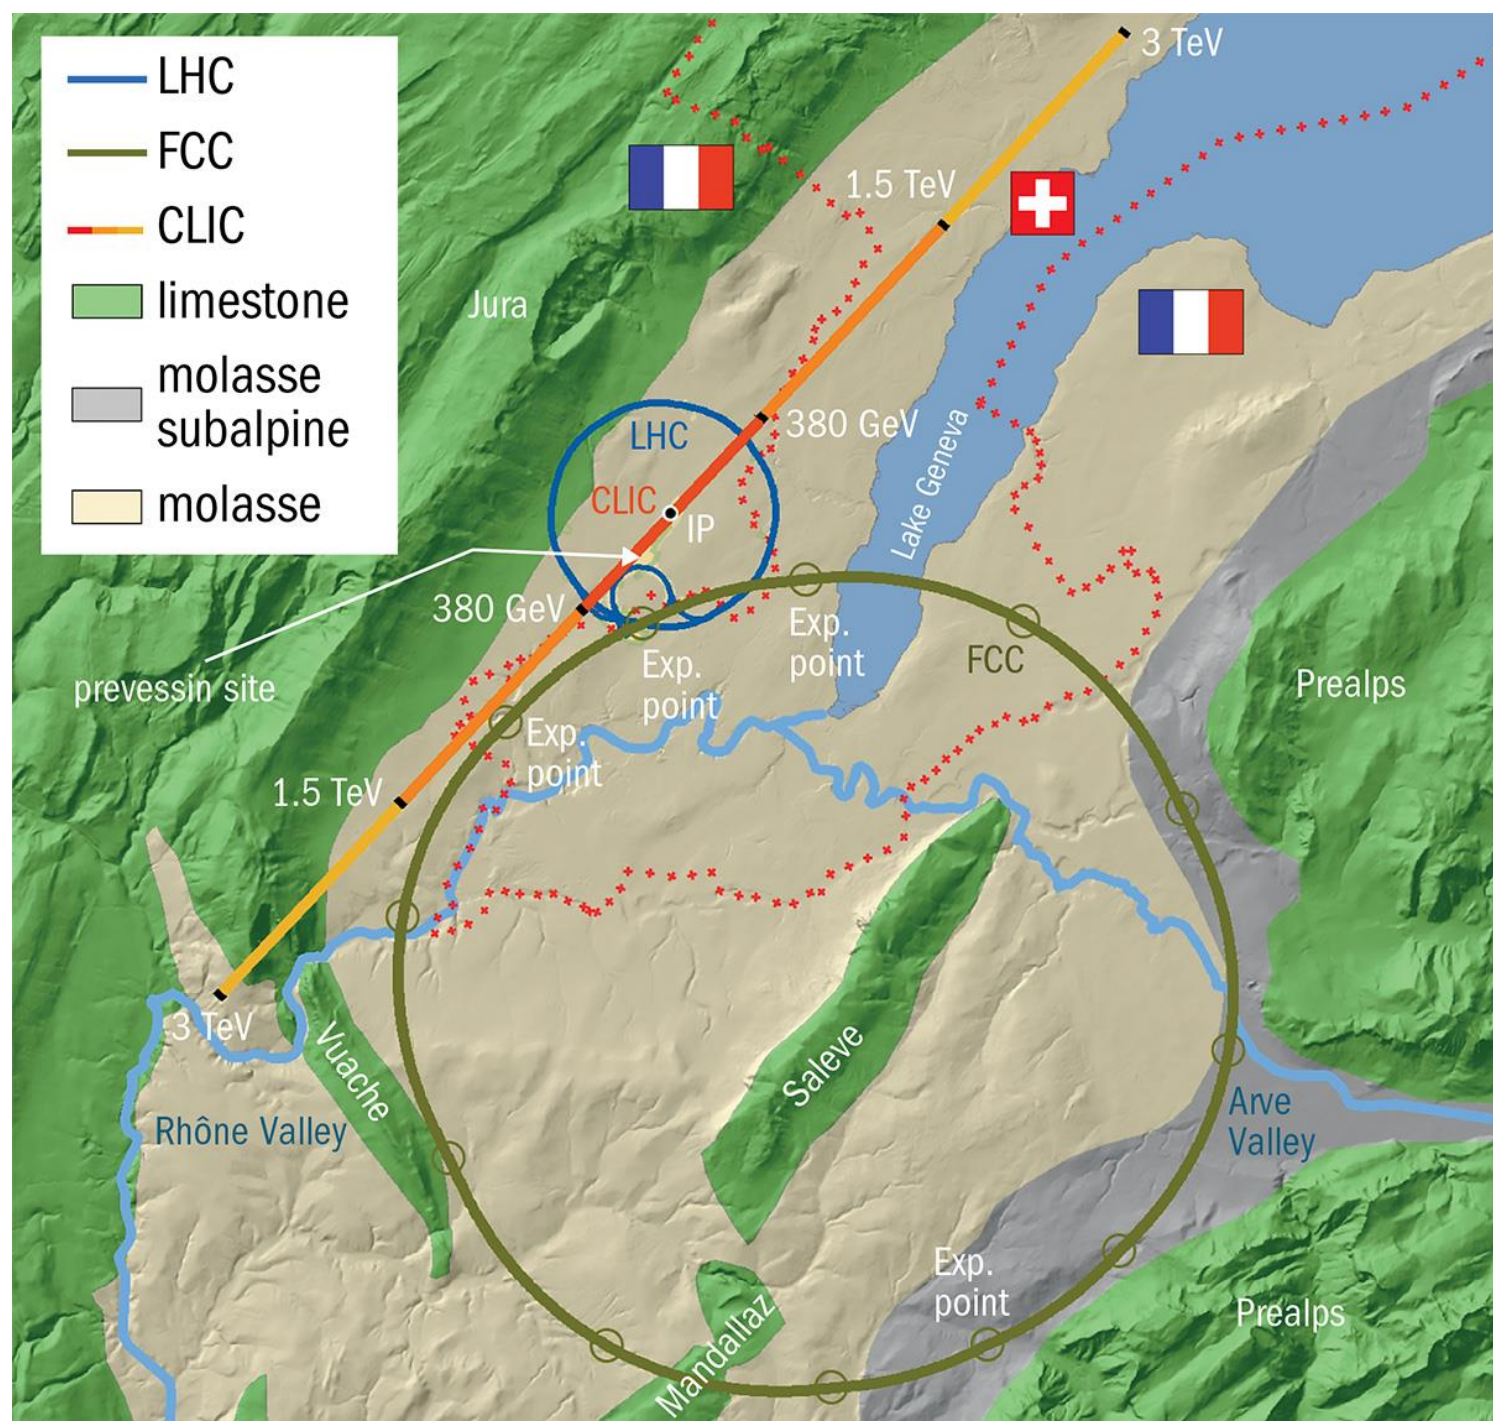 LHC
FCC
CLIC
limestone
molasse
subalpine
molasse
3 TeV
1.5 TeV
Jura
380 GeV
LHC
Lake Geneva
CLIC
IP
380 GeV
Exp.
point
FCC
Exp.
point
prevessin site
Prealps
Exp.
point
1.5 TeV
3 TeV
Vuache
Saleve
Rhône Valley
Arve
Valley
Exp.
point
Mandallaz
Prealps